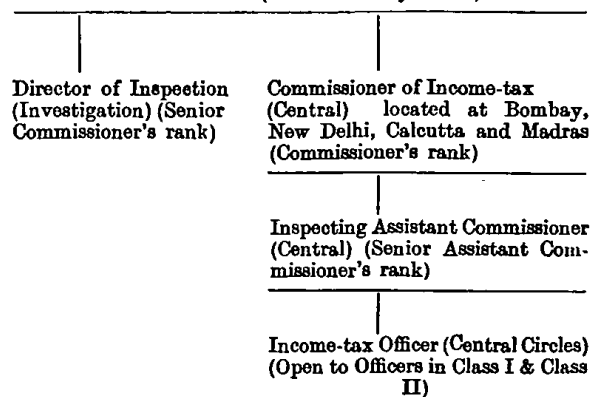 Director of Inspection
(Investigation) (Senior
Commissioner's rank)
Commissioner of Income-tax
(Central) located at Bombay,
New Delhi, Calcutta and Madras
(Commissioner's rank)
Inspecting Assistant Commissioner
(Central) (Senior Assistant Com-
missioner's rank)
Income-tax Officer (Central Circles)
(Open to Officers in Class I & Class
II)